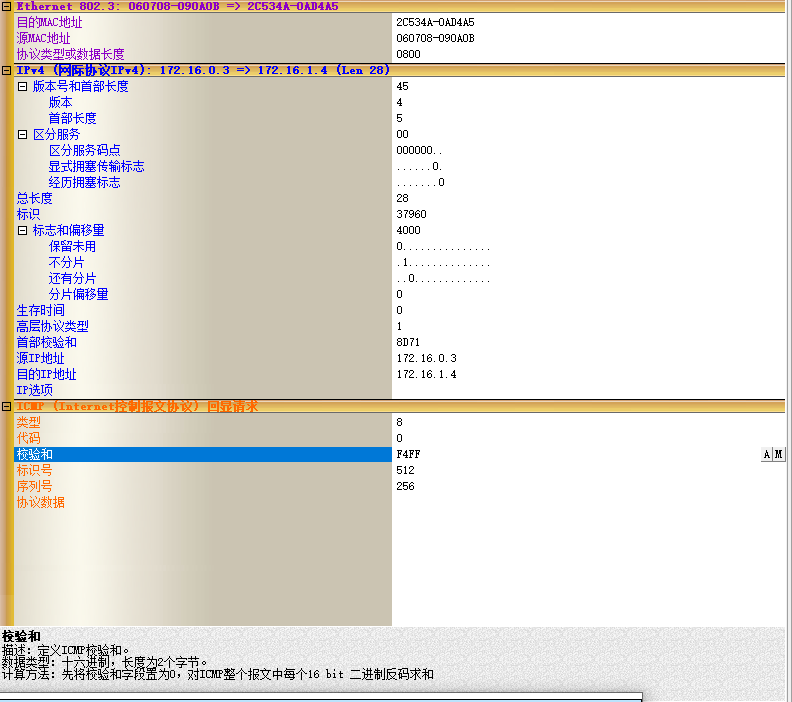 Ethernet 802.3: 060708-090A0B => 2C534A-0AD4A5
目的MAC地址 2C534A-0AD4A5
源MAC地址 060708-090A0B
协议类型或数据长度 0800
IPv4 (网际协议IPv4): 172.16.0.3 => 172.16.1.4 (Len 28)
版本号和首部长度 45
版本 4
首部长度 5
区分服务 00
区分服务码点 000000..
显式拥塞传输标志 ......0.
经历拥塞标志 .......0
总长度 28
标识 37960
标志和偏移量 4000
保留未用 0...............
不分片 .1..............
还有分片 ..0.............
分片偏移量 0
生存时间 0
高层协议类型 1
首部校验和 8D71
源IP地址 172.16.0.3
目的IP地址 172.16.1.4
IP选项
ICMP (Internet控制报文协议) 回显请求
类型 8
代码 0
校验和 F4FF A M
标识号 512
序列号 256
协议数据
校验和
描述: 定义ICMP校验和。
数据类型: 十六进制, 长度为2个字节。
计算方法: 先将校验和字段置为0, 对ICMP整个报文中每个16 bit 二进制反码求和